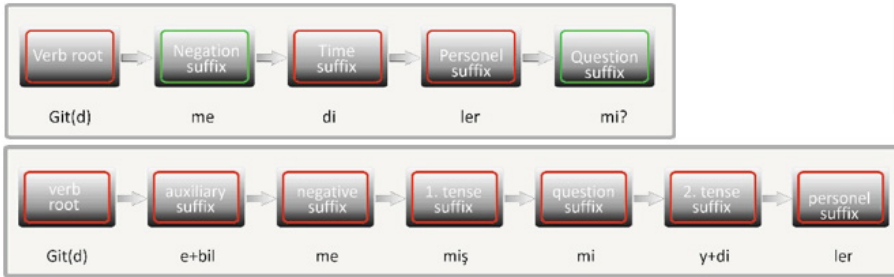 Verb root
Negation
suffix
Time
suffix
Personel
suffix
Question
suffix
Git(d) me di ler mi?
verb
root
auxiliary
suffix
negative
suffix
1. tense
suffix
question
suffix
2. tense
suffix
personel
suffix
Git(d) e+bil me miş mi y+di ler